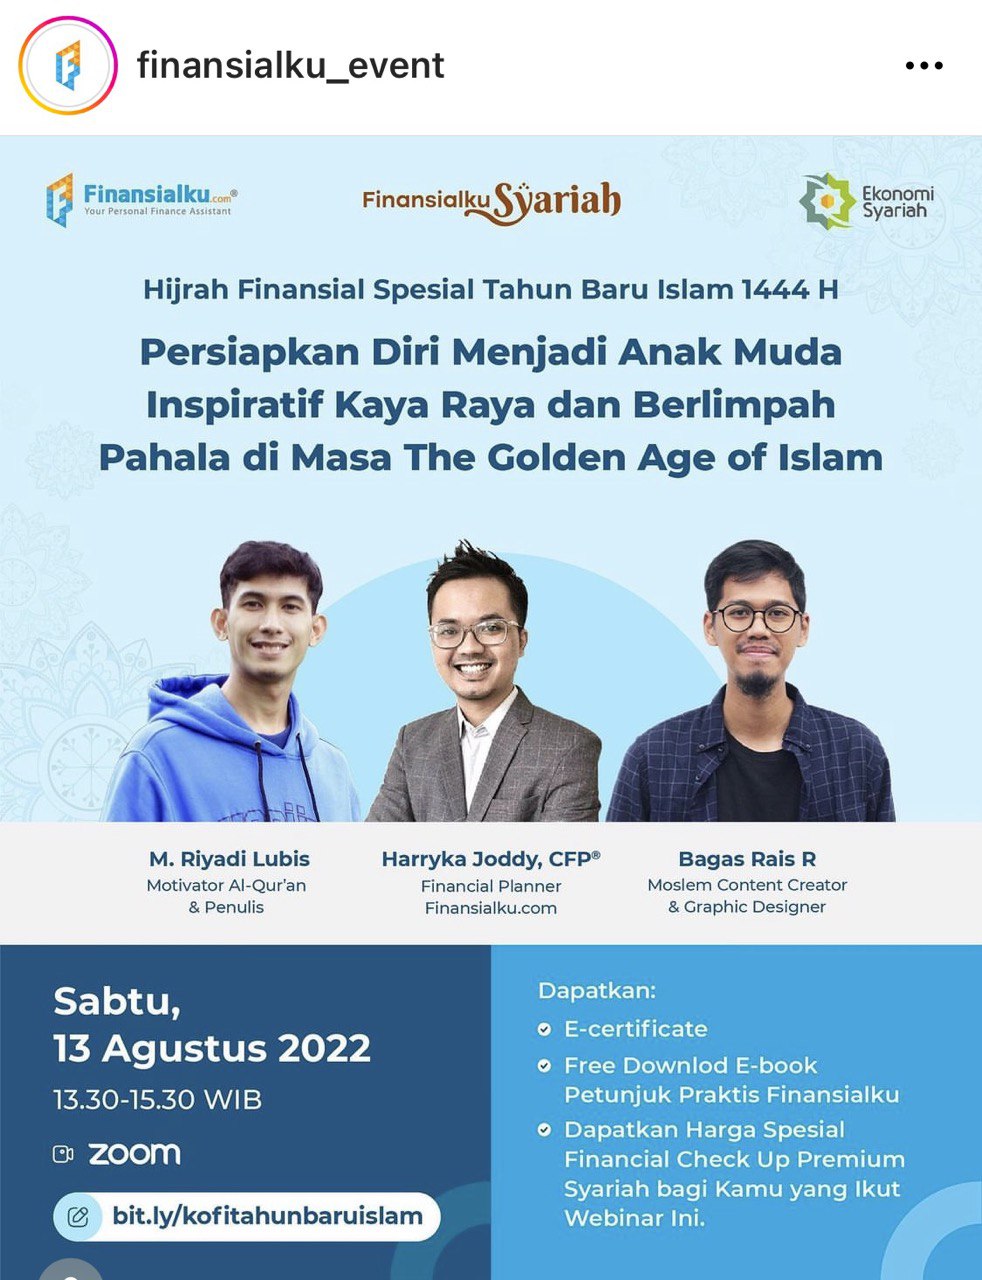 finansialku_event
Finansialku.com®
Your Personal Finance Assistant
Finansialku Syariah
Ekonomi
Syariah
Hijrah Finansial Spesial Tahun Baru Islam 1444 H
Persiapkan Diri Menjadi Anak Muda
Inspiratif Kaya Raya dan Berlimpah
Pahala di Masa The Golden Age of Islam
M. Riyadi Lubis
Motivator Al-Qur'an
& Penulis
Harryka Joddy, CFP®
Financial Planner
Finansialku.com
Bagas Rais R
Moslem Content Creator
& Graphic Designer
Sabtu,
13 Agustus 2022
13.30-15.30 WIB
zoom
bit.ly/kofitahunbaruislam
Dapatkan:
E-certificate
Free Downlod E-book
Petunjuk Praktis Finansialku
Dapatkan Harga Spesial
Financial Check Up Premium
Syariah bagi Kamu yang Ikut
Webinar Ini.